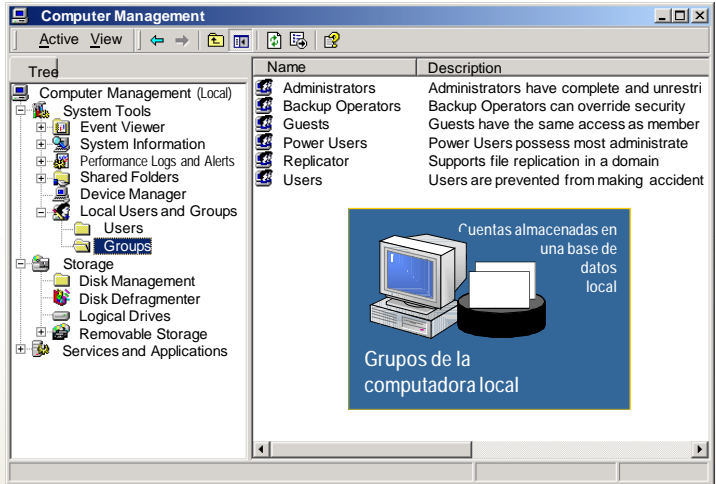 Computer Management
Active View
Tree
Name Description
Computer Management (Local)
System Tools
Event Viewer
System Information
Performance Logs and Alerts
Shared Folders
Device Manager
Local Users and Groups
Users
Groups
Storage
Disk Management
Disk Defragmenter
Logical Drives
Removable Storage
Services and Applications
Administrators Administrators have complete and unrestri
Backup Operators Backup Operators can override security
Guests Guests have the same access as member
Power Users Power Users possess most administrate
Replicator Supports file replication in a domain
Users Users are prevented from making accident
Cuentas almacenadas en
una base de
datos
local
Grupos de la
computadora local